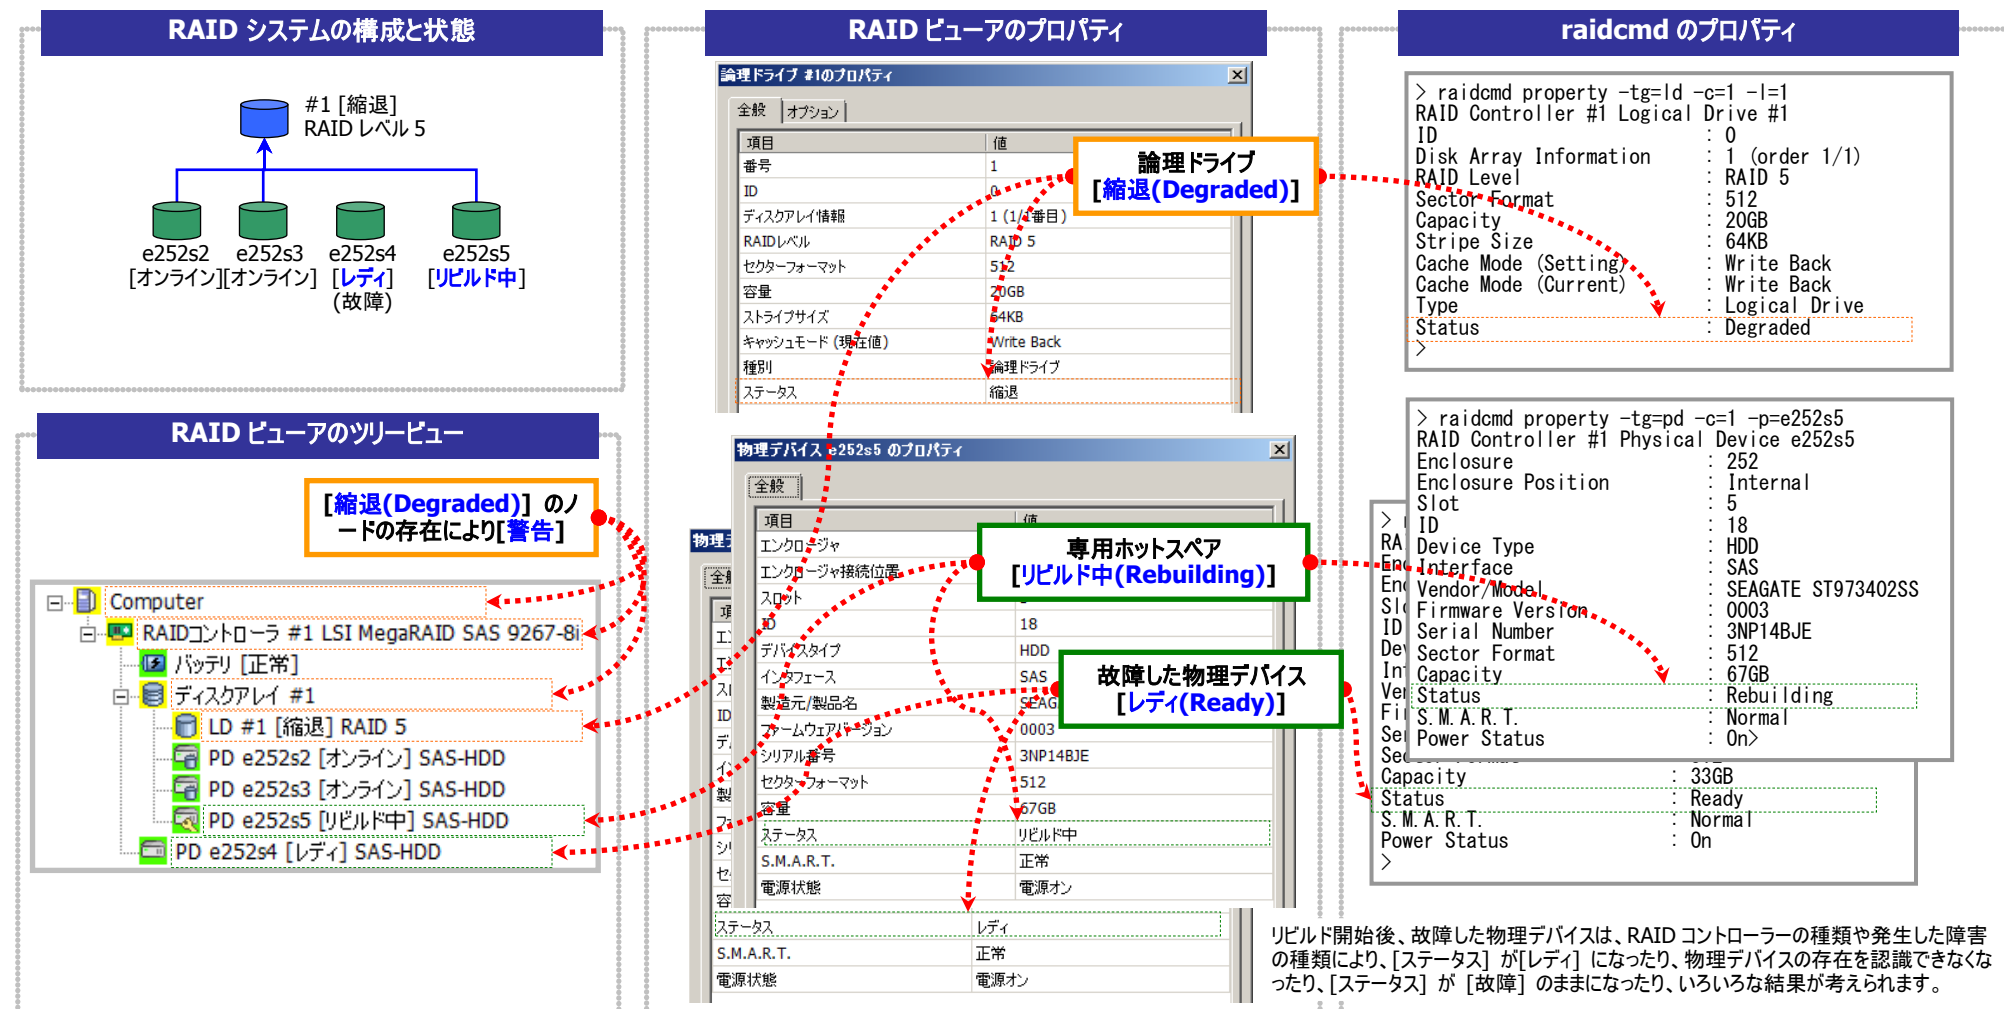 RAID システムの構成と状態
#1 [縮退]
RAID レベル 5
e252s2 e252s3 e252s4 e252s5
[オンライン][オンライン] [レディ] [リビルド中]
(故障)
RAID ビューアのツリービュー
[縮退(Degraded)] のノ
ードの存在により[警告]
Computer
RAIDコントローラ #1 LSI MegaRAID SAS 9267-8i
バッテリ [正常]
ディスクアレイ #1
LD #1 [縮退] RAID 5
PD e252s2 [オンライン] SAS-HDD
PD e252s3 [オンライン] SAS-HDD
PD e252s5 [リビルド中] SAS-HDD
PD e252s4 [レディ] SAS-HDD
RAID ビューアのプロパティ
論理ドライブ #1のプロパティ
全般 オプション
項目 値
番号 1
ID 0
ディスクアレイ情報 1 (1/1番目)
RAIDレベル RAID 5
セクターフォーマット 512
容量 20GB
ストライプサイズ 64KB
キャッシュモード (現在値) Write Back
種別 論理ドライブ
ステータス 縮退
論理ドライブ
[縮退(Degraded)]
物理デバイス e252s5 のプロパティ
全般
項目 値
エンクロージャ
エンクロージャ接続位置
スロット
ID 18
デバイスタイプ HDD
インタフェース SAS
製造元/製品名 SEAG
ファームウェアバージョン 0003
シリアル番号 3NP14BJE
セクターフォーマット 512
容量 67GB
ステータス リビルド中
S.M.A.R.T. 正常
電源状態 電源オン
専用ホットスペア
[リビルド中(Rebuilding)]
故障した物理デバイス
[レディ(Ready)]
ステータス レディ
S.M.A.R.T. 正常
電源状態 電源オン
raidcmd のプロパティ
> raidcmd property -tg=ld -c=1 -l=1
RAID Controller #1 Logical Drive #1
ID : 0
Disk Array Information : 1 (order 1/1)
RAID Level : RAID 5
Sector Format : 512
Capacity : 20GB
Stripe Size : 64KB
Cache Mode (Setting) : Write Back
Cache Mode (Current) : Write Back
Type : Logical Drive
Status : Degraded
>
> raidcmd property -tg=pd -c=1 -p=e252s5
RAID Controller #1 Physical Device e252s5
Enclosure : 252
Enclosure Position : Internal
Slot : 5
ID : 18
Device Type : HDD
Interface : SAS
Vendor/Model : SEAGATE ST973402SS
Firmware Version : 0003
Serial Number : 3NP14BJE
Sector Format : 512
Capacity : 67GB
Status : Rebuilding
S.M.A.R.T. : Normal
Power Status : On>
Capacity : 33GB
Status : Ready
S.M.A.R.T. : Normal
Power Status : On
>
リビルド開始後、故障した物理デバイスは、RAID コントローラーの種類や発生した障害
の種類により、[ステータス] が[レディ] になったり、物理デバイスの存在を認識できなくな
ったり、[ステータス] が [故障] のままになったり、いろいろな結果が考えられます。